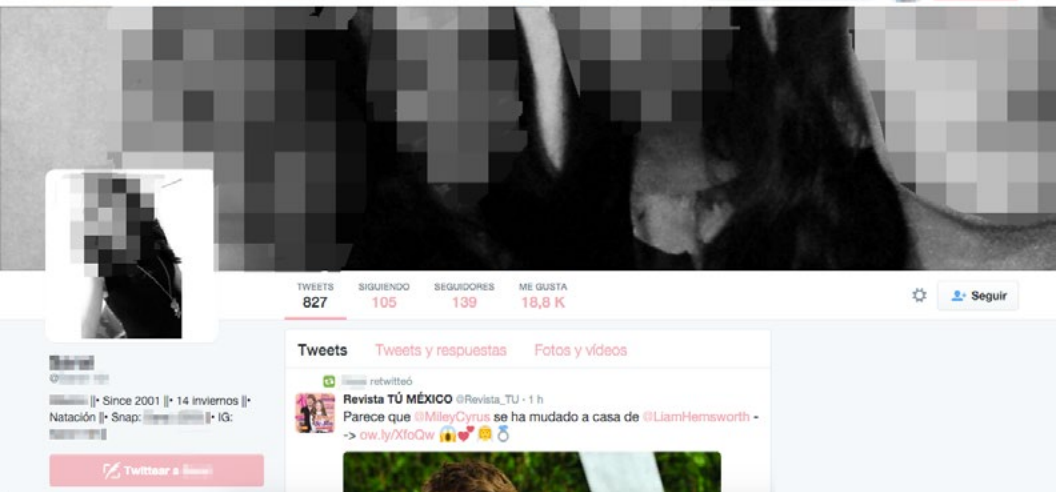 TWEETS
827
SIGUIENDO
105
SEGUIDORES
139
ME GUSTA
18,8 K
Seguir
Tweets Tweets y respuestas Fotos y vídeos
retwitteó
Revista TÚ MÉXICO @Revista_TU · 1 h
Parece que @MileyCyrus se ha mudado a casa de @LiamHemsworth -
-> ow.ly/XfoQw 😱💕👰💍
@
||• Since 2001 ||• 14 inviernos ||•
Natación ||• Snap: ||• IG:
||
Twittear a